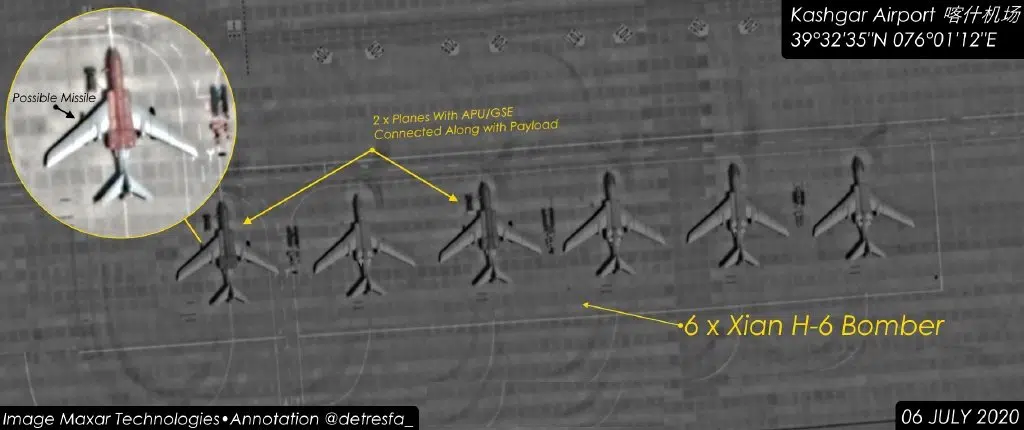 Kashgar Airport 喀什机场
39°32'35"N 076°01'12"E
Possible Missile
2 x Planes With APU/GSE
Connected Along with Payload
6 x Xian H-6 Bomber
Image Maxar Technologies•Annotation @detresfa_
06 JULY 2020